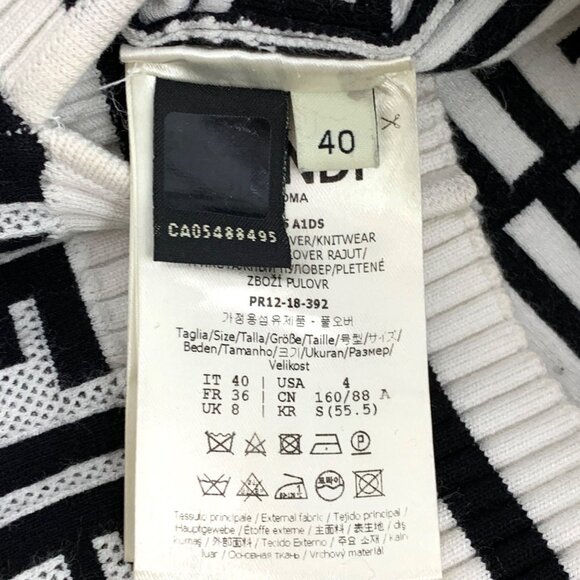 40
NDI
OMA
CA05488495
A1DS
VER/KNITWEAR
OVER RAJUT/
ПУЛОВЕР/PLETENÉ
ZBOŽÍ PULOVR
PR12-18-392
가정용섬유제품 - 풀오버
Taglia/Size/Talla/Größe/Taille/号型/サイズ/
Beden/Tamanho/크기/Ukuran/Размер/
Velikost
IT 40 | USA 4
FR 36 | CN 160/88 A
UK 8 | KR S(55.5)
P
Tessuto principale / External fabric / Tejido principal /
Hauptgewebe / Étoffe externe / 主面料 / 表生地 / dış
kumaş / 外部面料 / Tecido Externo / 주요 소재 / kain
luar / Основная ткань / Vrchový materiál